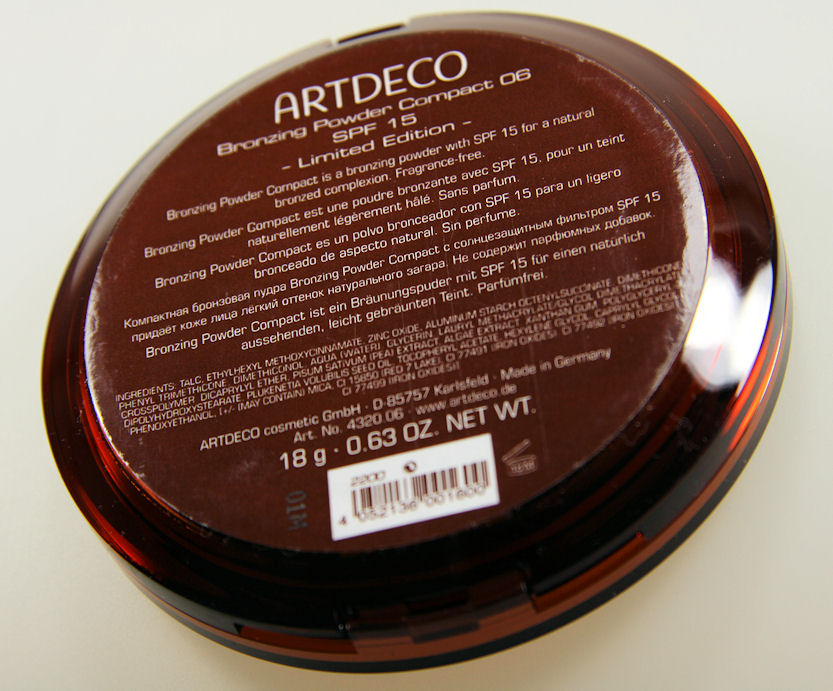 ARTDECO
Bronzing Powder Compact 06
SPF 15
- Limited Edition -
Bronzing Powder Compact is a bronzing powder with SPF 15 for a natural
bronzed complexion. Fragrance-free.
Bronzing Powder Compact est une poudre bronzante avec SPF 15, pour un teint
naturellement légèrement hâlé. Sans parfum.
Bronzing Powder Compact es un polvo bronceador con SPF 15 para un ligero
bronceado de aspecto natural. Sin perfume.
Компактная бронзовая пудра Bronzing Powder Compact с солнцезащитным фильтром SPF 15
придаёт коже лица лёгкий оттенок натурального загара. Не содержит парфюмных добавок.
Bronzing Powder Compact ist ein Bräunungspuder mit SPF 15 für einen natürlich
aussehenden, leicht gebräunten Teint. Parfümfrei.
INGREDIENTS: TALC, ETHYLHEXYL METHOXYCINNAMATE, ZINC OXIDE, ALUMINUM STARCH OCTENYLSUCCINATE, DIMETHICONE,
PHENYL TRIMETHICONE, DIMETHICONOL, AQUA (WATER), GLYCERIN, LAURYL METHACRYLATE/GLYCOL DIMETHACRYLATE
CROSSPOLYMER, DICAPRYLYL ETHER, PISUM SATIVUM (PEA) EXTRACT, ALGAE EXTRACT, XANTHAN GUM, POLYGLYCERYL-2
DIPOLYHYDROXYSTEARATE, PLUKENETIA VOLUBILIS SEED OIL, TOCOPHERYL ACETATE, HEXYLENE GLYCOL, CAPRYLYL GLYCOL,
PHENOXYETHANOL, [+/- (MAY CONTAIN) MICA, CI 15850 (RED 7 LAKE), CI 77491 (IRON OXIDES), CI 77492 (IRON OXIDES),
CI 77499 (IRON OXIDES)]
ARTDECO cosmetic GmbH · D-85757 Karlsfeld · Made in Germany
Art. No. 4320.06 · www.artdeco.de
18 g · 0.63 OZ. NET WT.
2200
4 052136 001600
01M